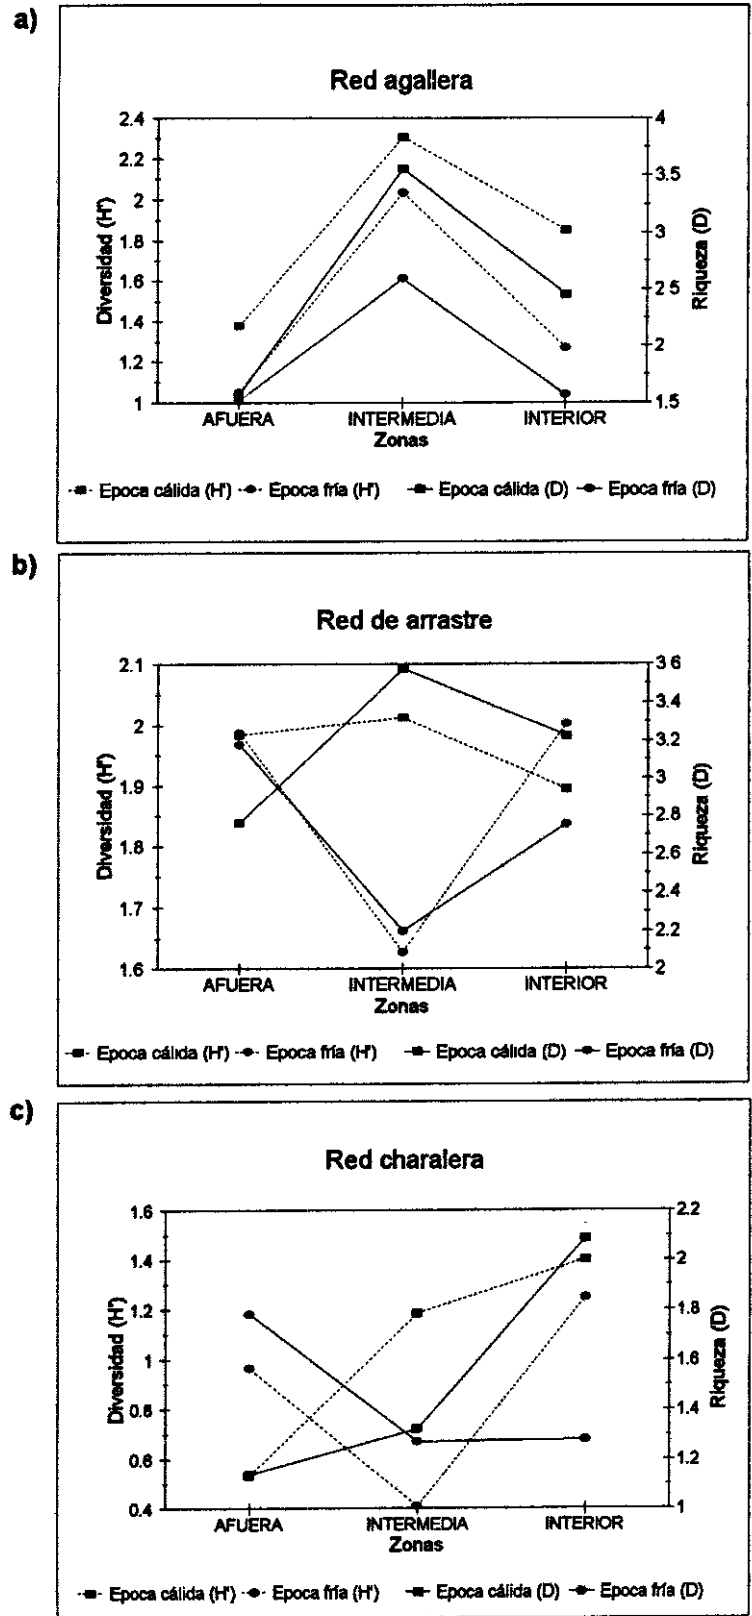 a)
Red agallera
2.4
2.2
2
1.8
1.6
1.4
1.2
1
Diversidad (H')
4
3.5
3
2.5
2
1.5
Riqueza (D)
AFUERA INTERMEDIA INTERIOR
Zonas
Epoca cálida (H') Epoca fría (H') Epoca cálida (D) Epoca fría (D)
b)
Red de arrastre
2.1
2
1.9
1.8
1.7
1.6
Diversidad (H')
3.6
3.4
3.2
3
2.8
2.6
2.4
2.2
2
Riqueza (D)
AFUERA INTERMEDIA INTERIOR
Zonas
Epoca cálida (H') Epoca fría (H') Epoca cálida (D) Epoca fría (D)
c)
Red charalera
1.6
1.4
1.2
1
0.8
0.6
0.4
Diversidad (H')
2.2
2
1.8
1.6
1.4
1.2
1
Riqueza (D)
AFUERA INTERMEDIA INTERIOR
Zonas
Epoca cálida (H') Epoca fría (H') Epoca cálida (D) Epoca fría (D)